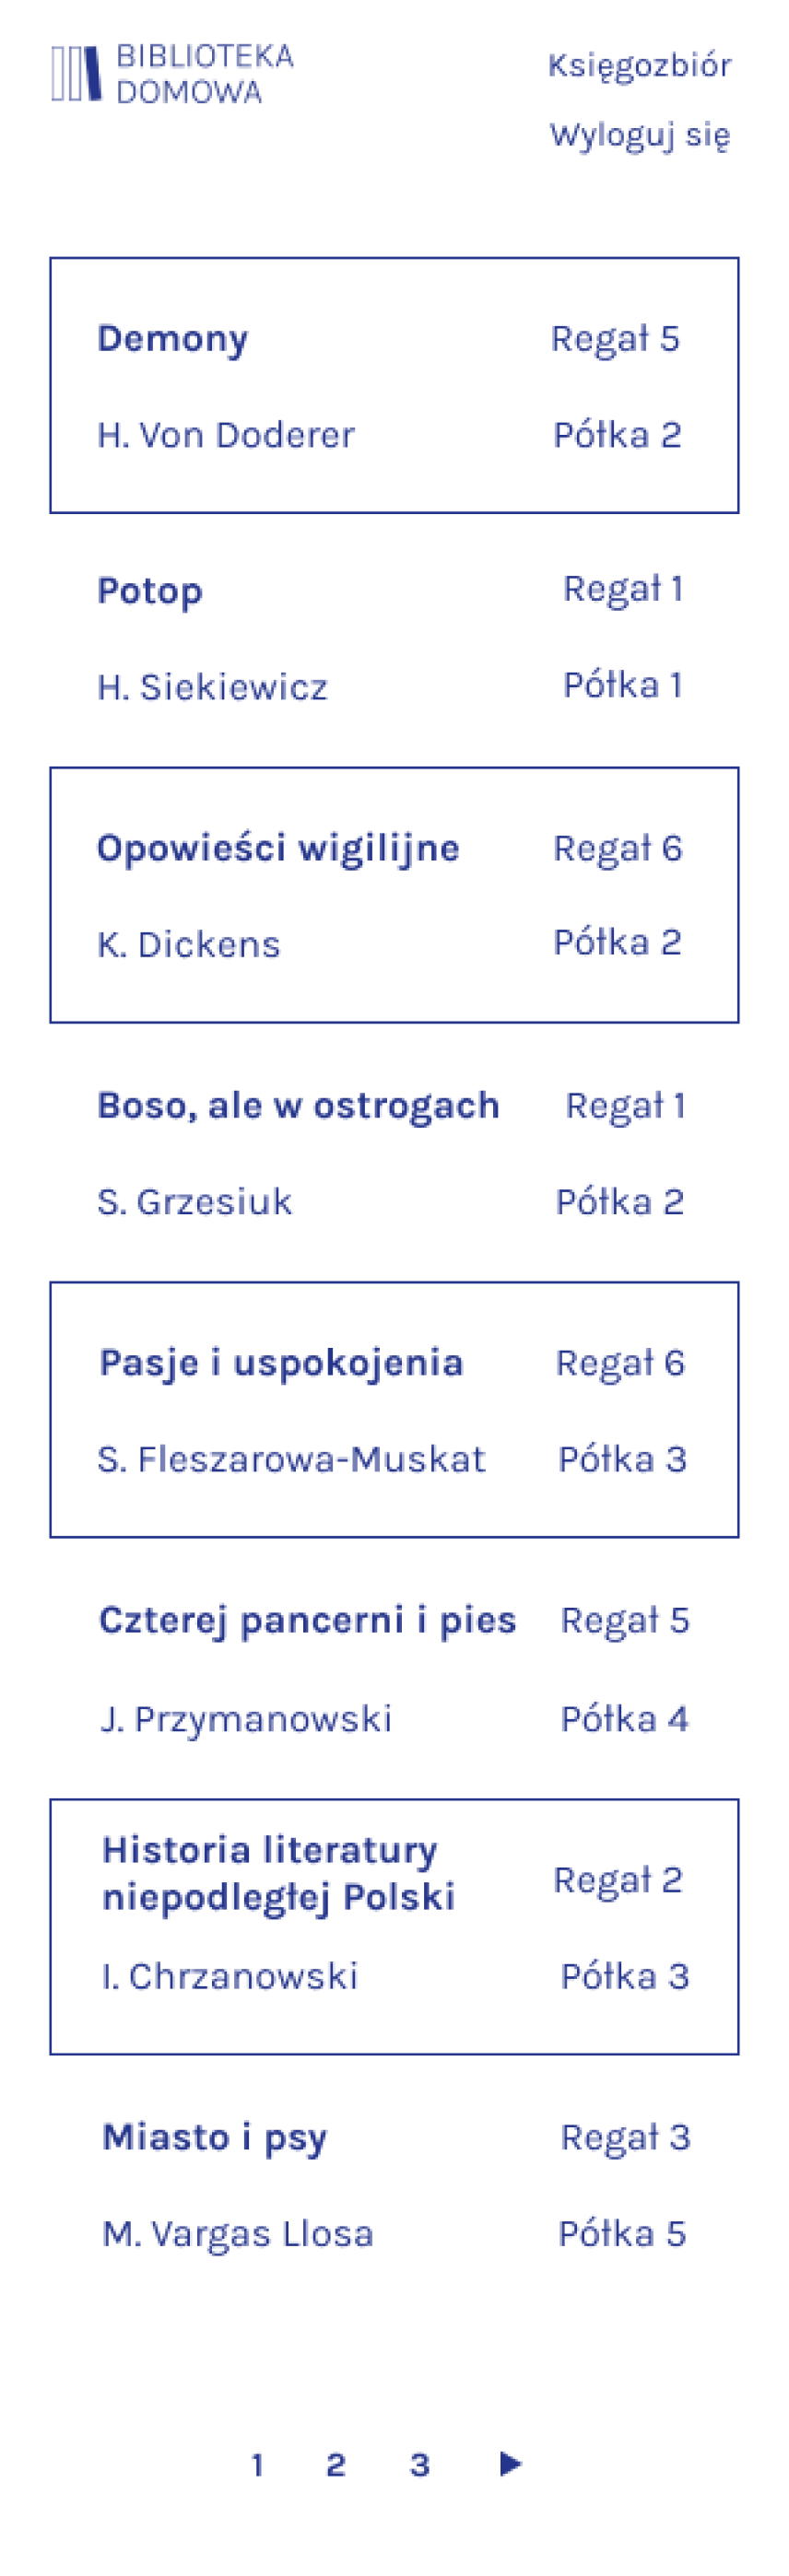 BIBLIOTEKA
DOMOWA
Księgozbiór
Wyloguj się
Demony
Regał 5
H. Von Doderer
Półka 2
Potop
Regał 1
H. Siekiewicz
Półka 1
Opowieści wigilijne
Regał 6
K. Dickens
Półka 2
Boso, ale w ostrogach
Regał 1
S. Grzesiuk
Półka 2
Pasje i uspokojenia
Regał 6
S. Fleszarowa-Muskat
Półka 3
Czterej pancerni i pies
Regał 5
J. Przymanowski
Półka 4
Historia literatury
niepodległej Polski
Regał 2
I. Chrzanowski
Półka 3
Miasto i psy
Regał 3
M. Vargas Llosa
Półka 5
1 2 3